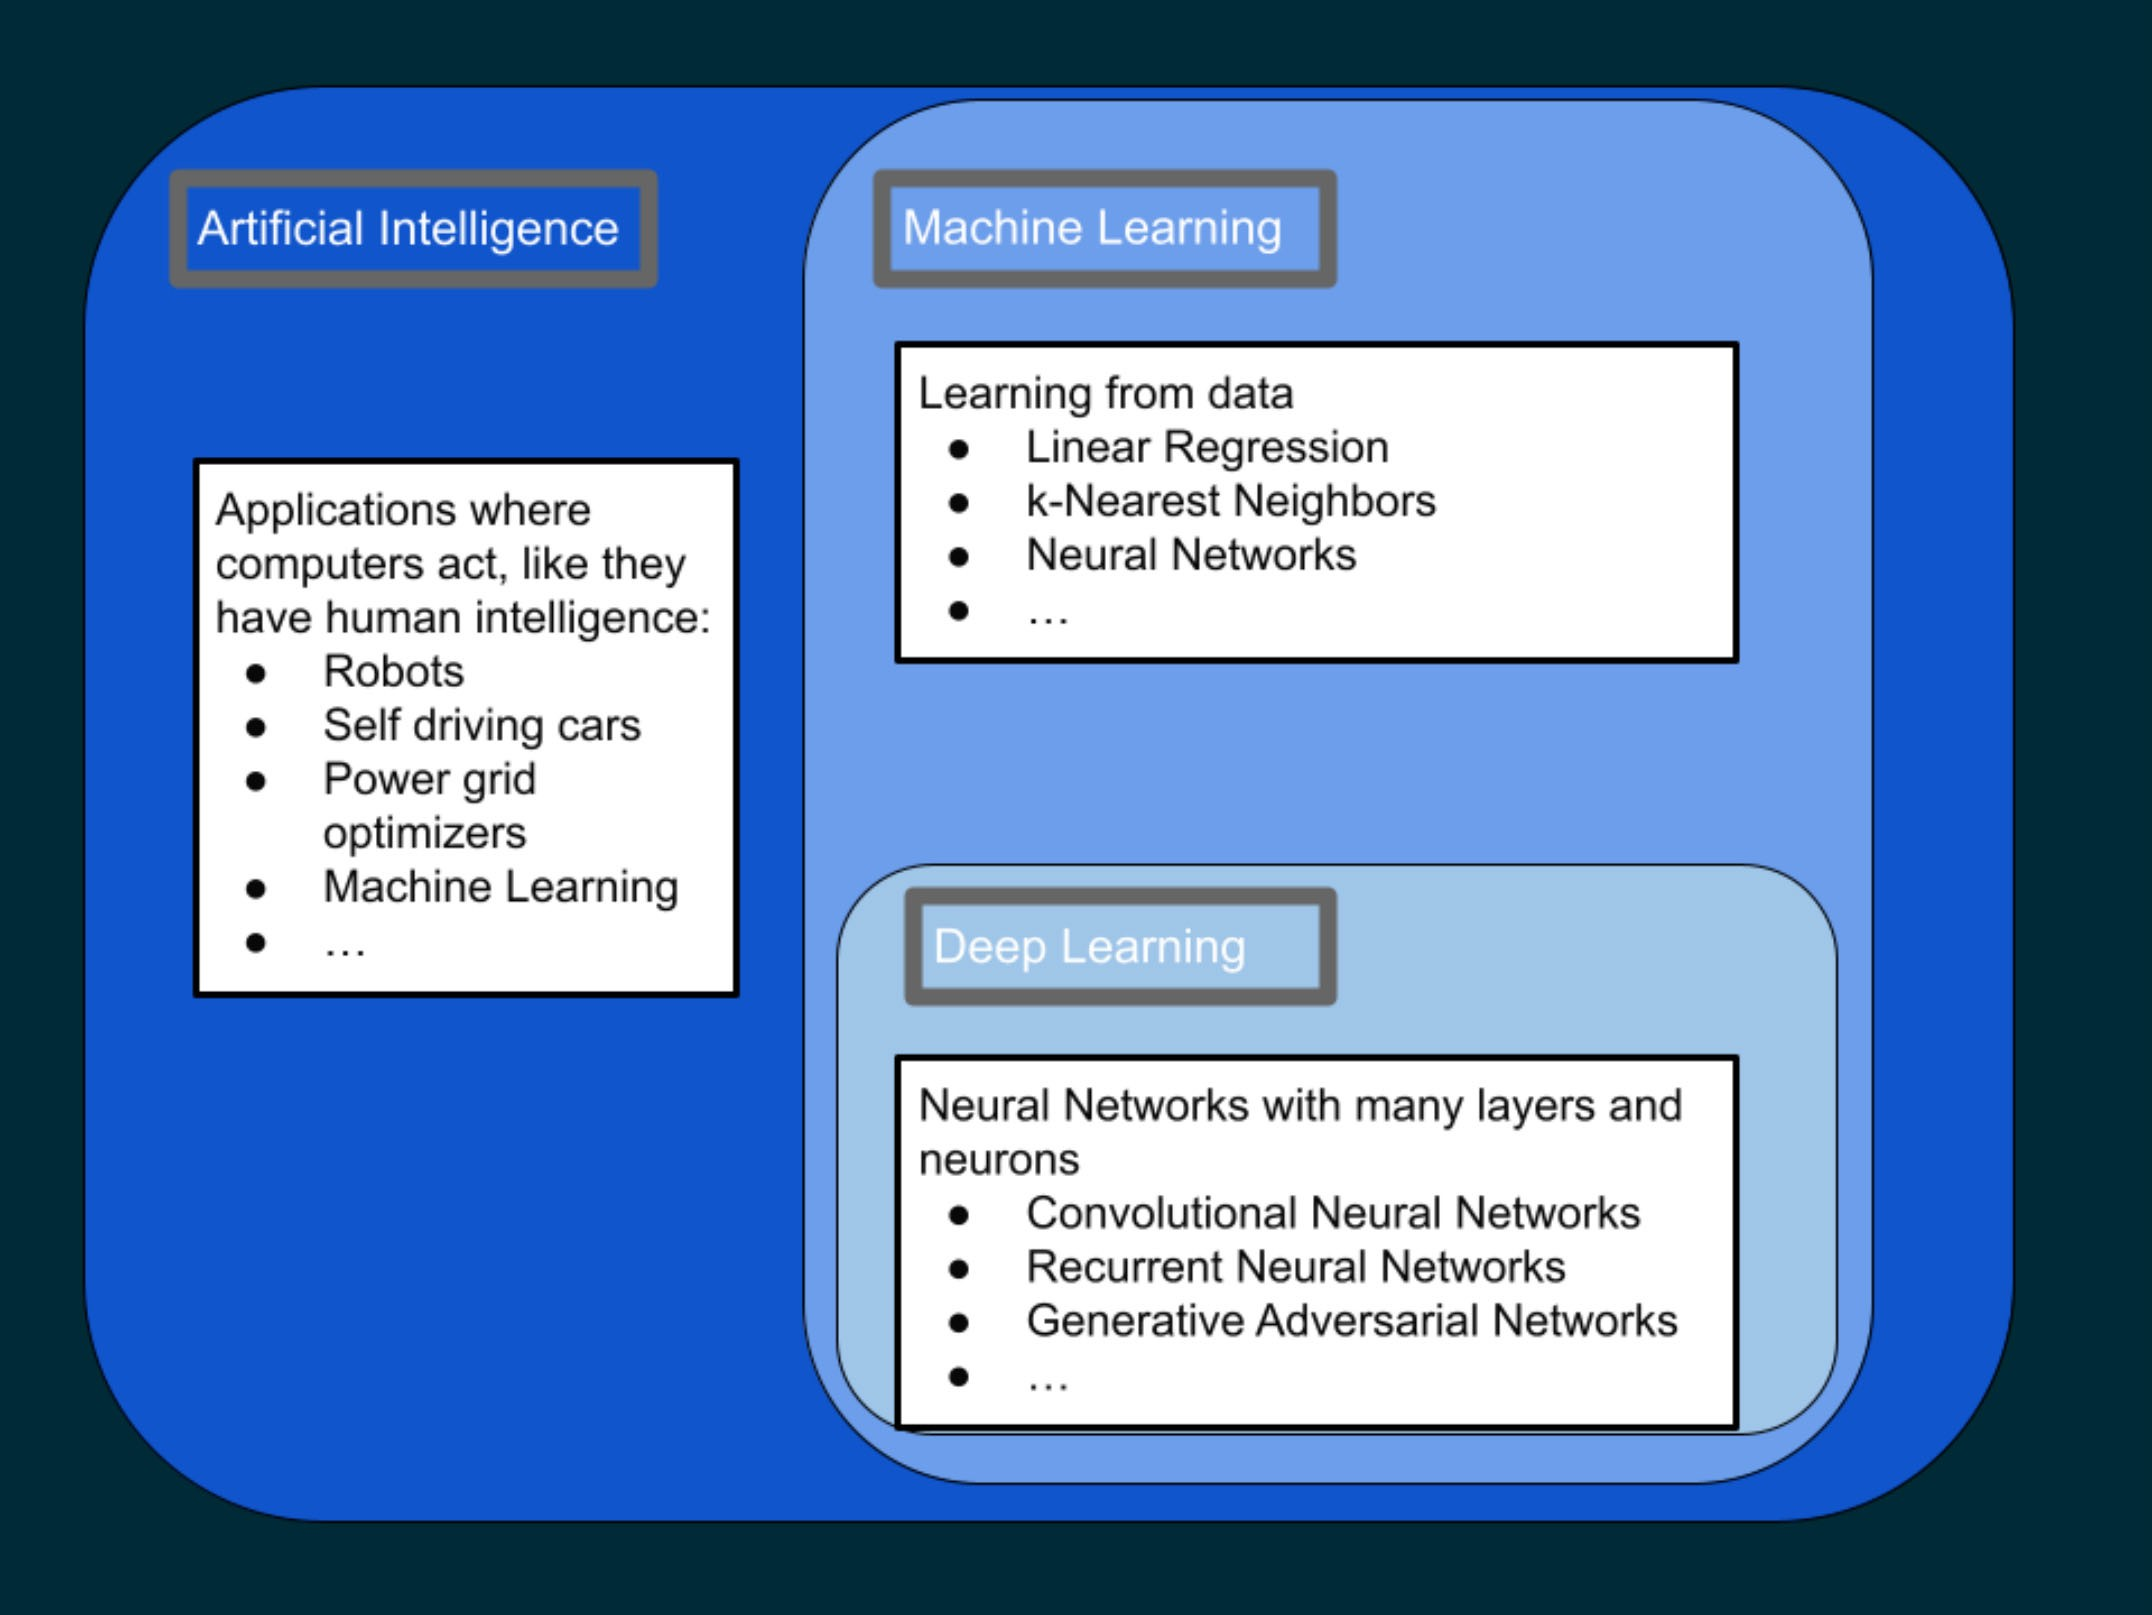 Artificial Intelligence
Applications where
computers act, like they
have human intelligence:
● Robots
● Self driving cars
● Power grid
optimizers
● Machine Learning
● …
Machine Learning
Learning from data
● Linear Regression
● k-Nearest Neighbors
● Neural Networks
● …
Deep Learning
Neural Networks with many layers and
neurons
● Convolutional Neural Networks
● Recurrent Neural Networks
● Generative Adversarial Networks
● …